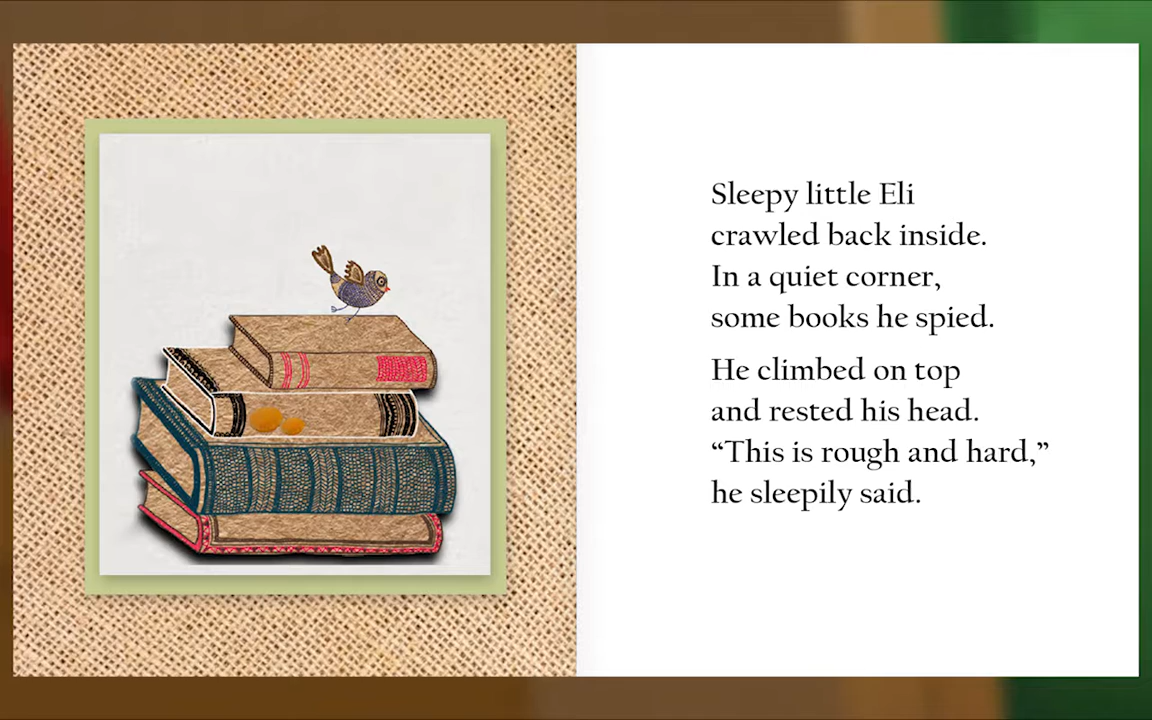 Sleepy little Eli
crawled back inside.
In a quiet corner,
some books he spied.
He climbed on top
and rested his head.
“This is rough and hard,”
he sleepily said.